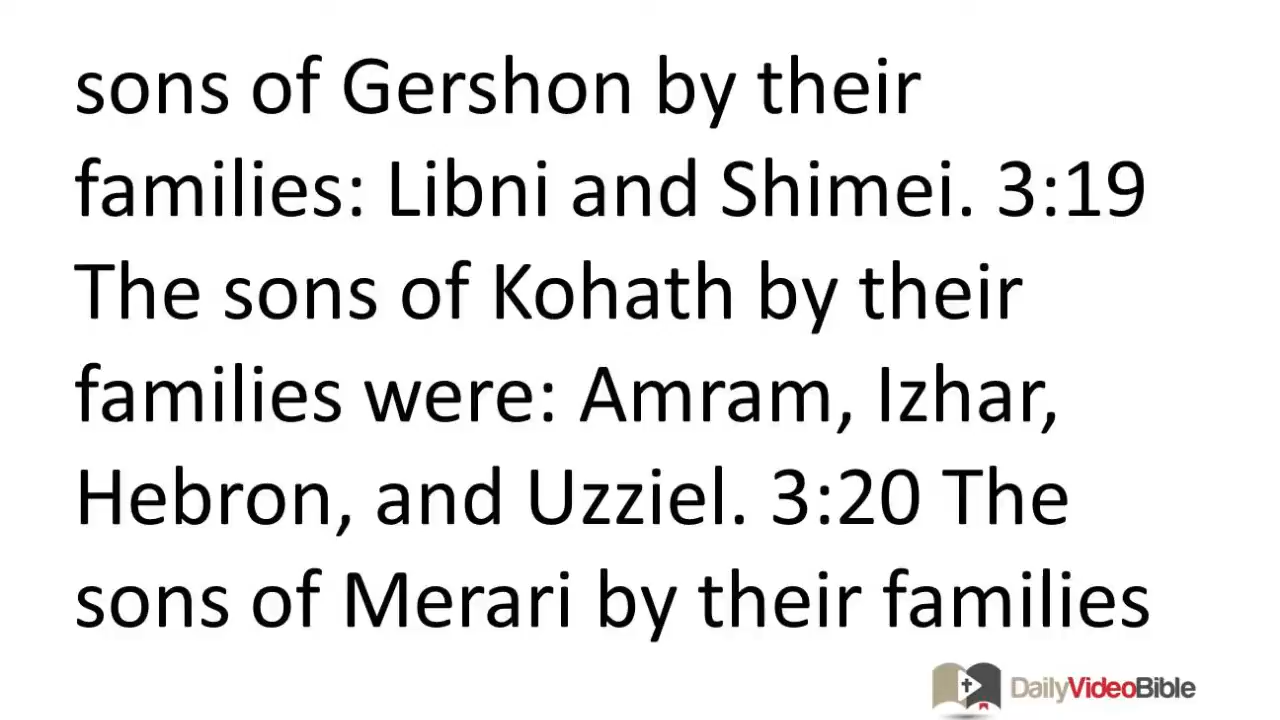 sons of Gershon by their
families: Libni and Shimei. 3:19
The sons of Kohath by their
families were: Amram, Izhar,
Hebron, and Uzziel. 3:20 The
sons of Merari by their families
DailyVideoBible